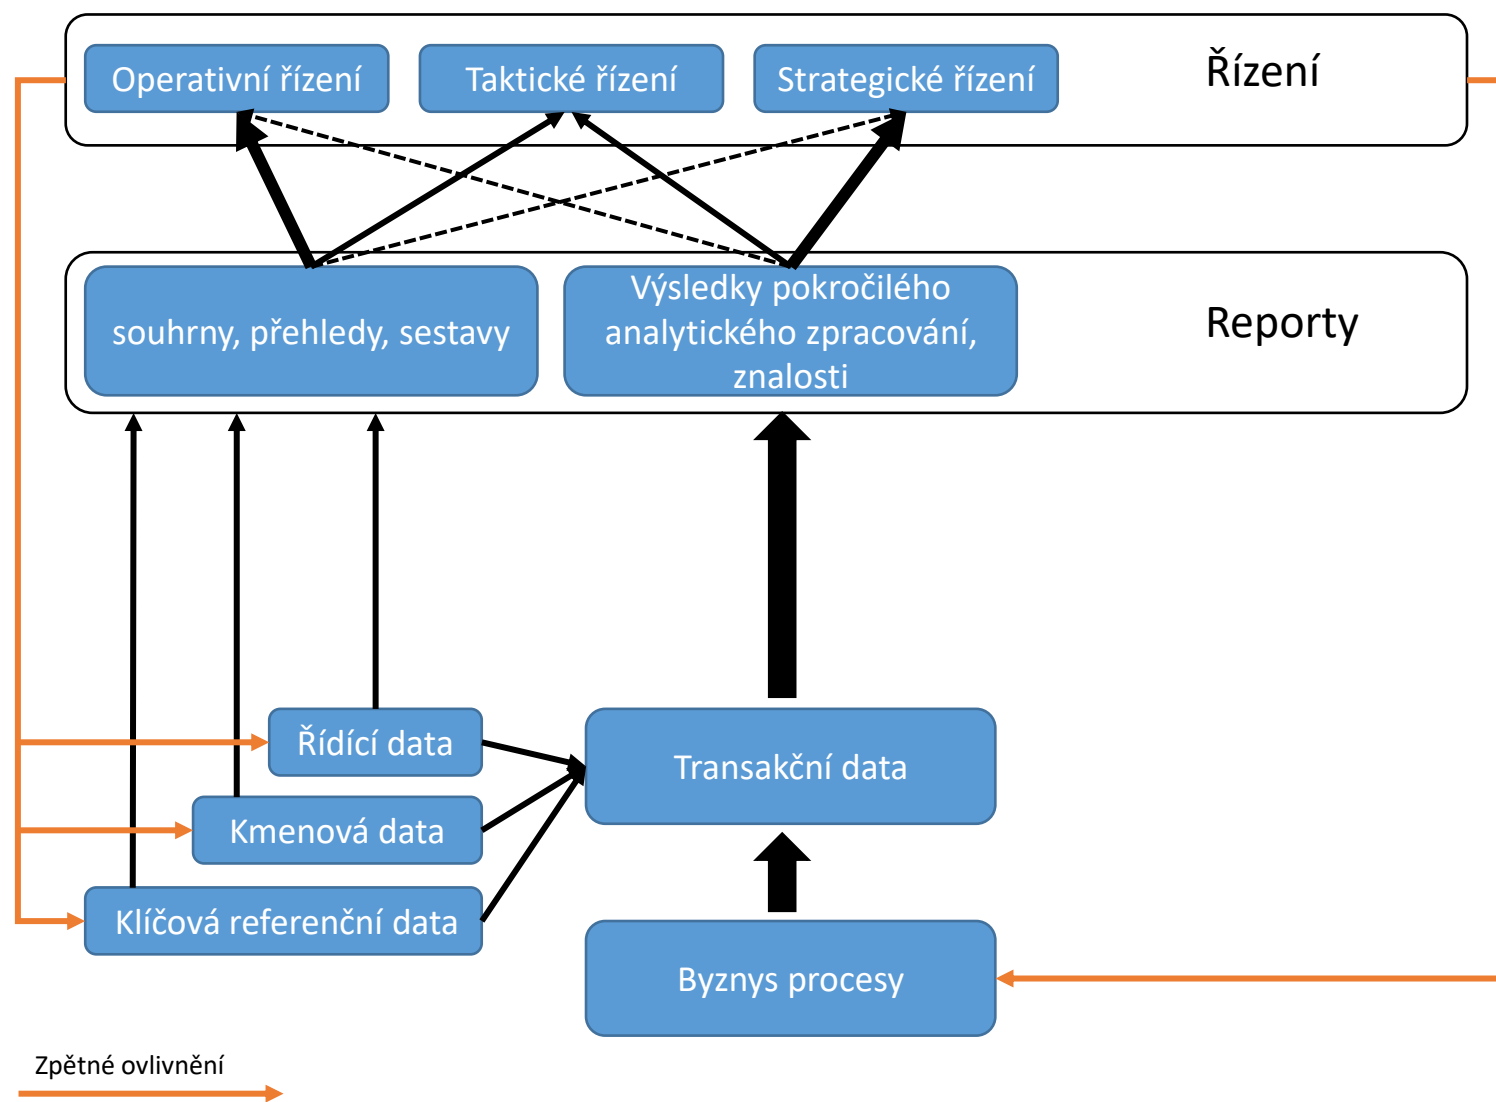 Operativní řízení
Taktické řízení
Strategické řízení
Řízení
souhrny, přehledy, sestavy
Výsledky pokročilého
analytického zpracování,
znalosti
Reporty
Řídící data
Transakční data
Kmenová data
Klíčová referenční data
Byznys procesy
Zpětné ovlivnění